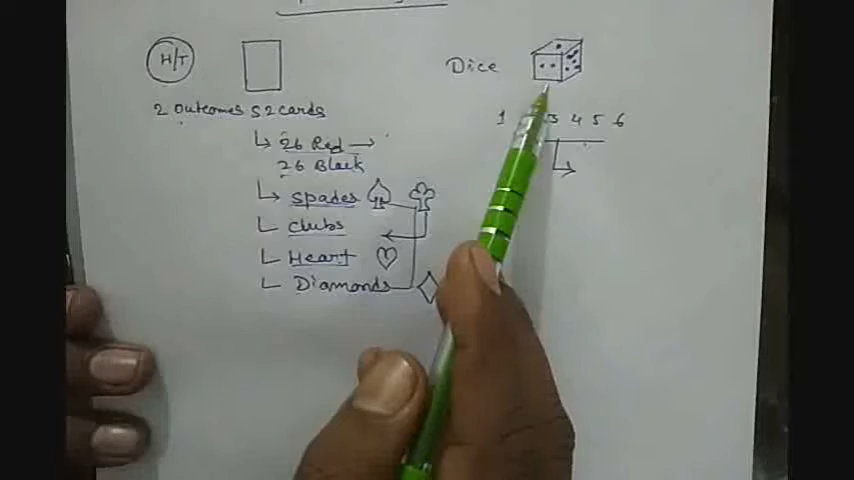 H/T
2 Outcomes 52 cards
26 Red
26 Black
Spades
Clubs
Heart
Diamonds
Dice
1 3 4 5 6